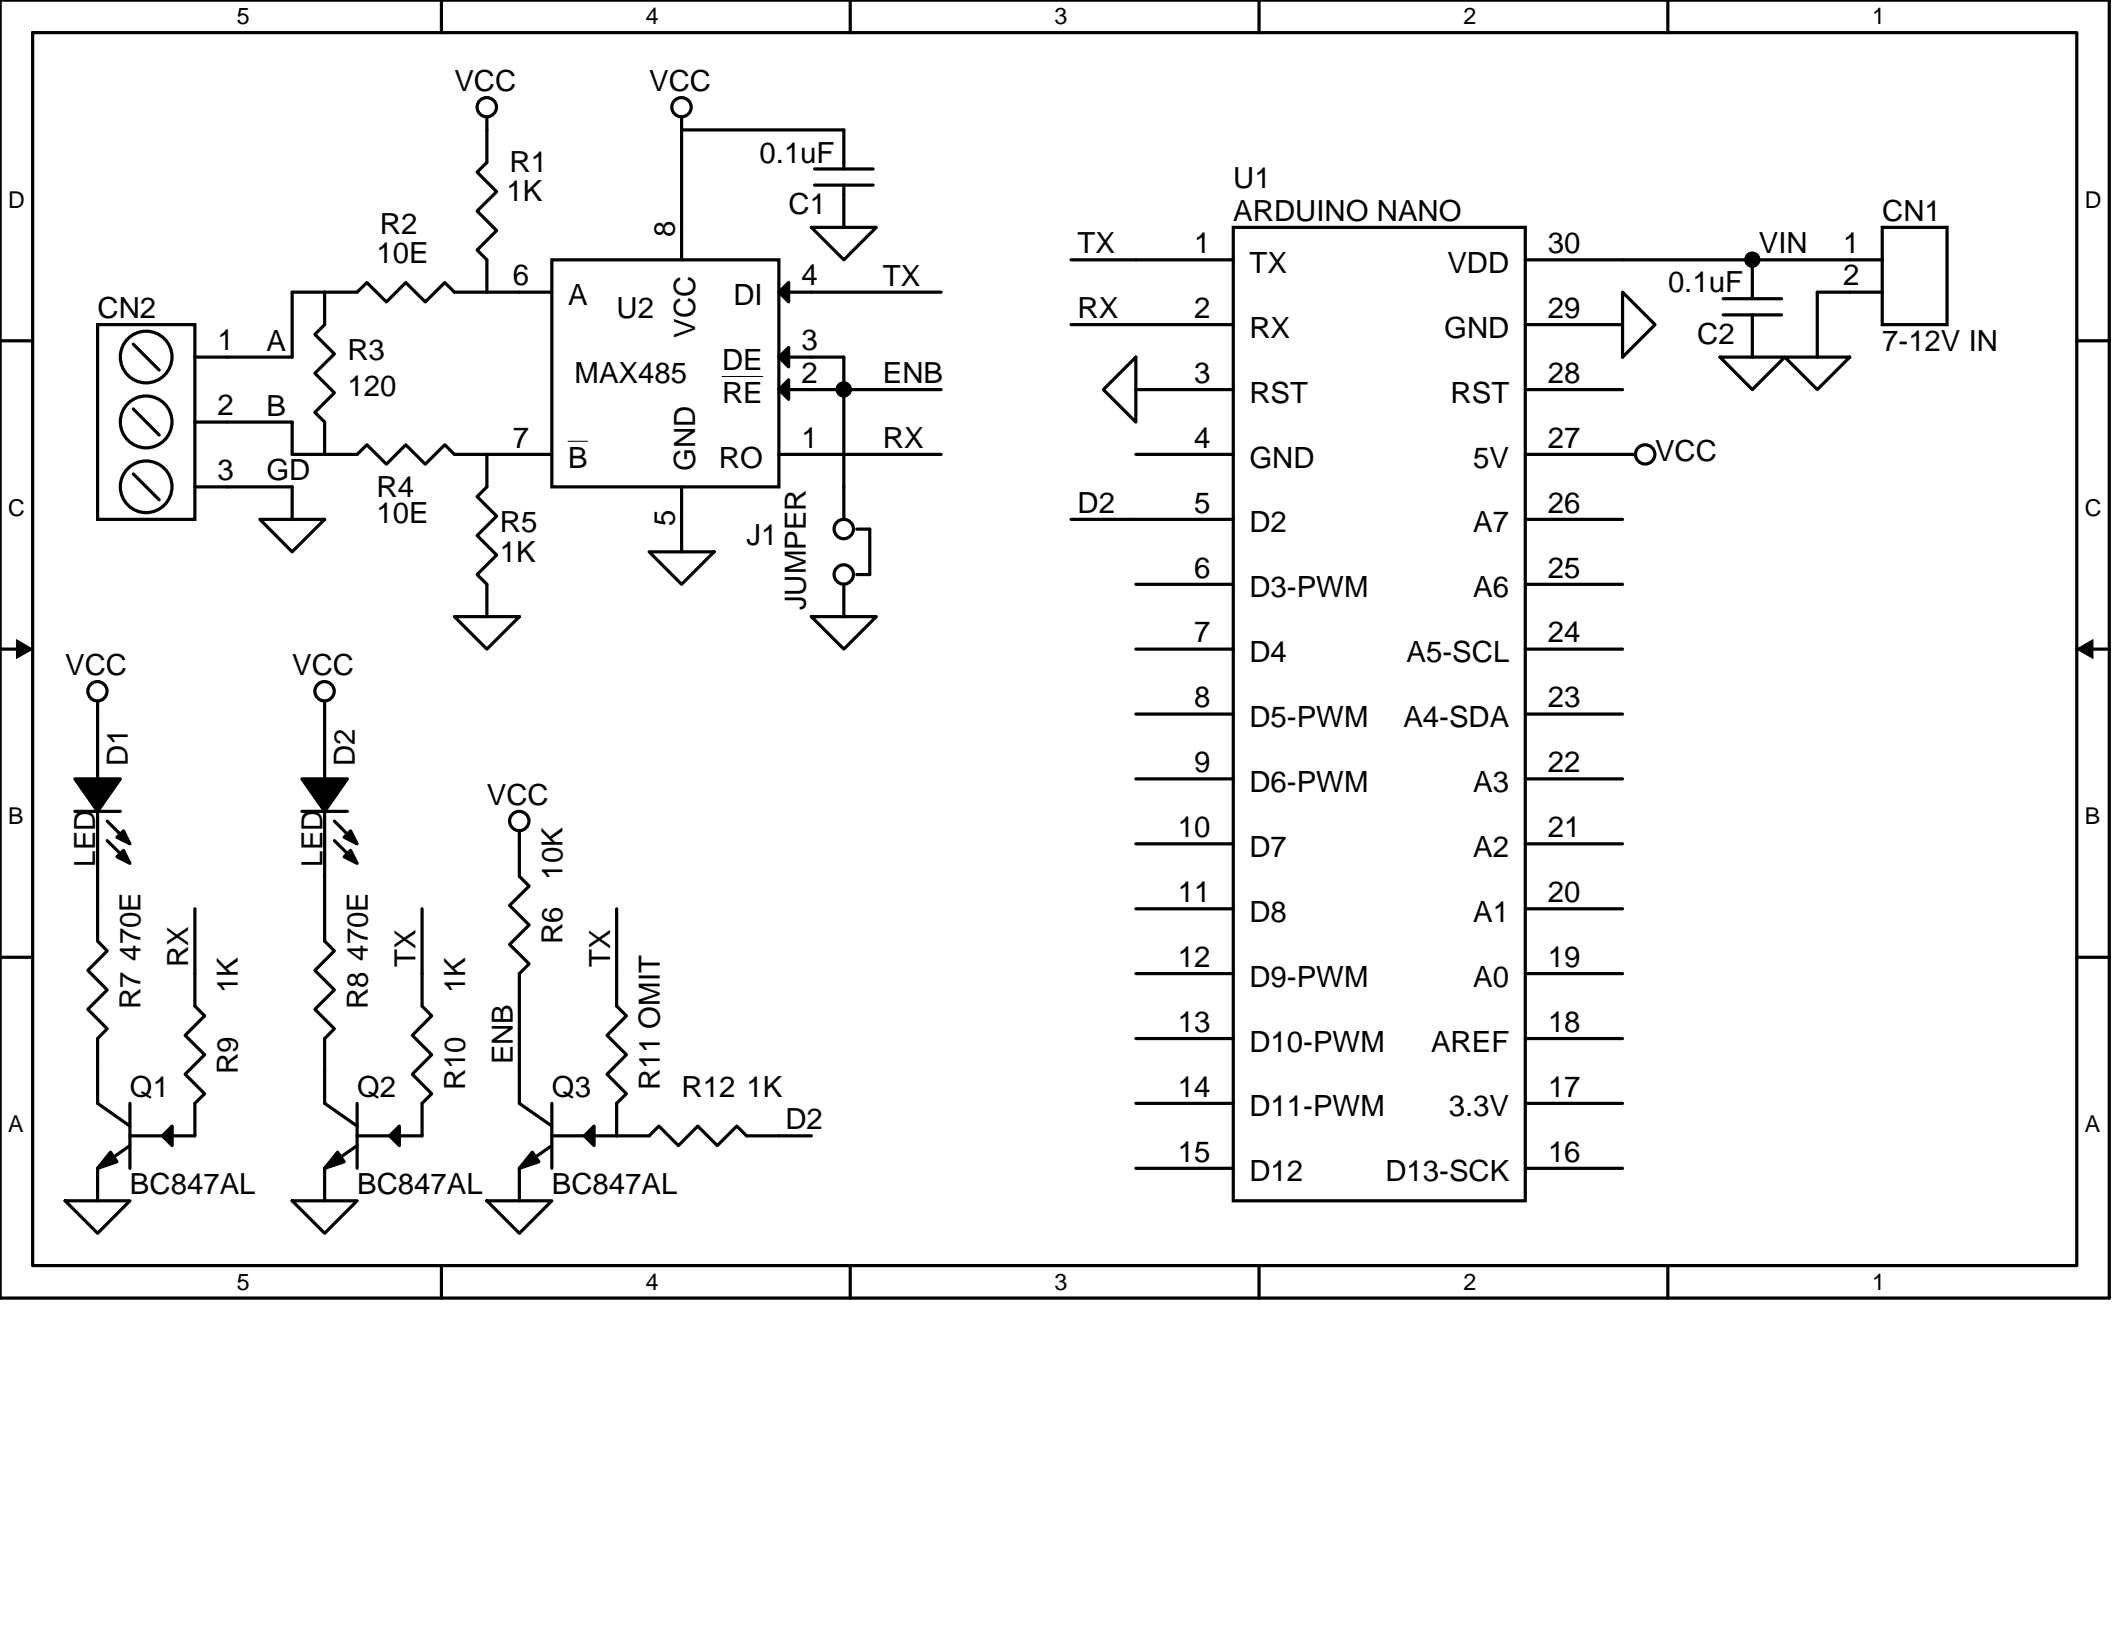 5 4 3 2 1
D
C
B
A
D
C
B
A
5 4 3 2 1
VCC
R1
1K
VCC
0.1uF
C1
8
R2
10E
CN2
1 A
2 B
3 GD
R3
120
R4
10E
R5
1K
6
7
A
B
U2
MAX485
VCC
GND
5
DI
DE
RE
RO
4 TX
3
2 ENB
1 RX
J1
JUMPER
VCC
D1
LED
R7 470E
RX
1K
R9
Q1
BC847AL
VCC
D2
LED
R8 470E
TX
1K
R10
Q2
BC847AL
VCC
10K
R6
ENB
TX
R11 OMIT
Q3
BC847AL
R12 1K
D2
U1
ARDUINO NANO
TX 1 TX VDD 30
RX 2 RX GND 29
3 RST RST 28
4 GND 5V 27 VCC
D2 5 D2 A7 26
6 D3-PWM A6 25
7 D4 A5-SCL 24
8 D5-PWM A4-SDA 23
9 D6-PWM A3 22
10 D7 A2 21
11 D8 A1 20
12 D9-PWM A0 19
13 D10-PWM AREF 18
14 D11-PWM 3.3V 17
15 D12 D13-SCK 16
VIN
0.1uF
C2
CN1
1
2
7-12V IN